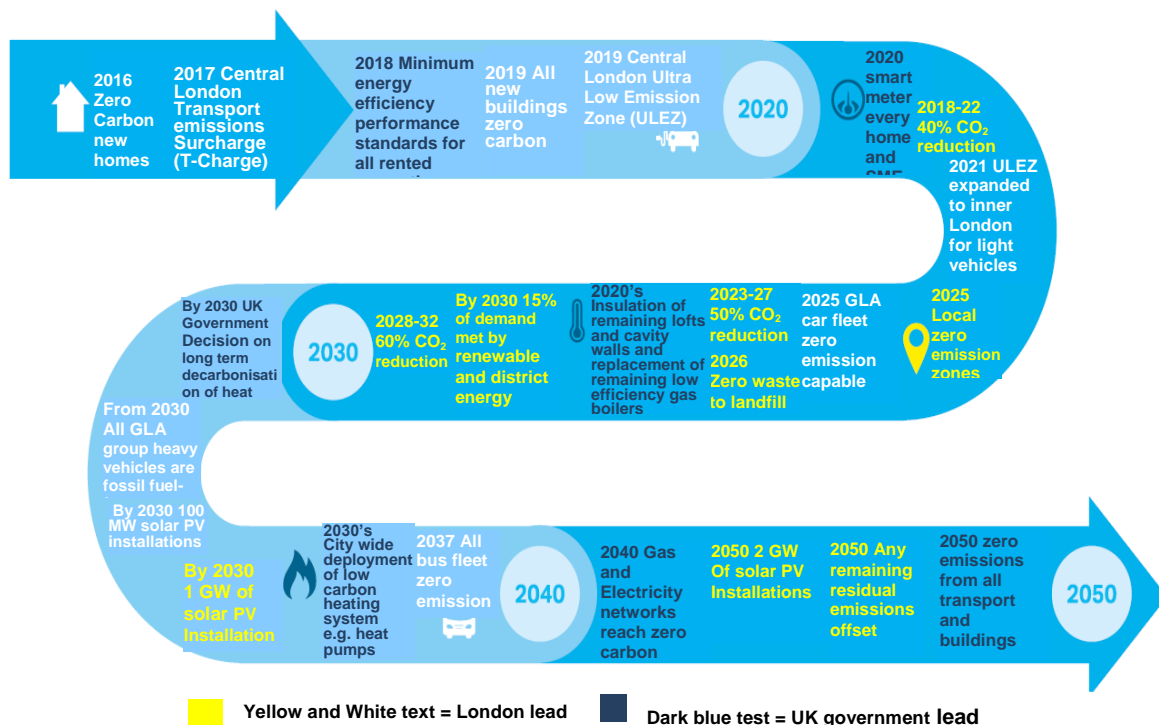 2016
Zero
Carbon
new
homes
2017 Central
London
Transport
emissions
Surcharge
(T-Charge)
2018 Minimum
energy
efficiency
performance
standards for
all rented
2019 All
new
buildings
zero
carbon
2019 Central
London Ultra
Low Emission
Zone (ULEZ)
2020
2020
smart
meter
every
home
and
SME
2018-22
40% CO₂
reduction
2021 ULEZ
expanded
to inner
London
for light
vehicles
2025
Local
zero
emission
zones
2025 GLA
car fleet
zero
emission
capable
2023-27
50% CO₂
reduction
2026
Zero waste
to landfill
2020's
Insulation of
remaining lofts
and cavity
walls and
replacement of
remaining low
efficiency gas
boilers
By 2030 15%
of demand
met by
renewable
and district
energy
2028-32
60% CO₂
reduction
2030
By 2030 UK
Government
Decision on
long term
decarbonisati
on of heat
From 2030
All GLA
group heavy
vehicles are
fossil fuel-
By 2030 100
MW solar PV
installations
By 2030
1 GW of
solar PV
Installation
2030's
City wide
deployment
of low
carbon
heating
system
e.g. heat
pumps
2037 All
bus fleet
zero
emission
2040
2040 Gas
and
Electricity
networks
reach zero
carbon
2050 2 GW
Of solar PV
Installations
2050 Any
remaining
residual
emissions
offset
2050 zero
emissions
from all
transport
and
buildings
2050
Yellow and White text = London lead
Dark blue test = UK government lead